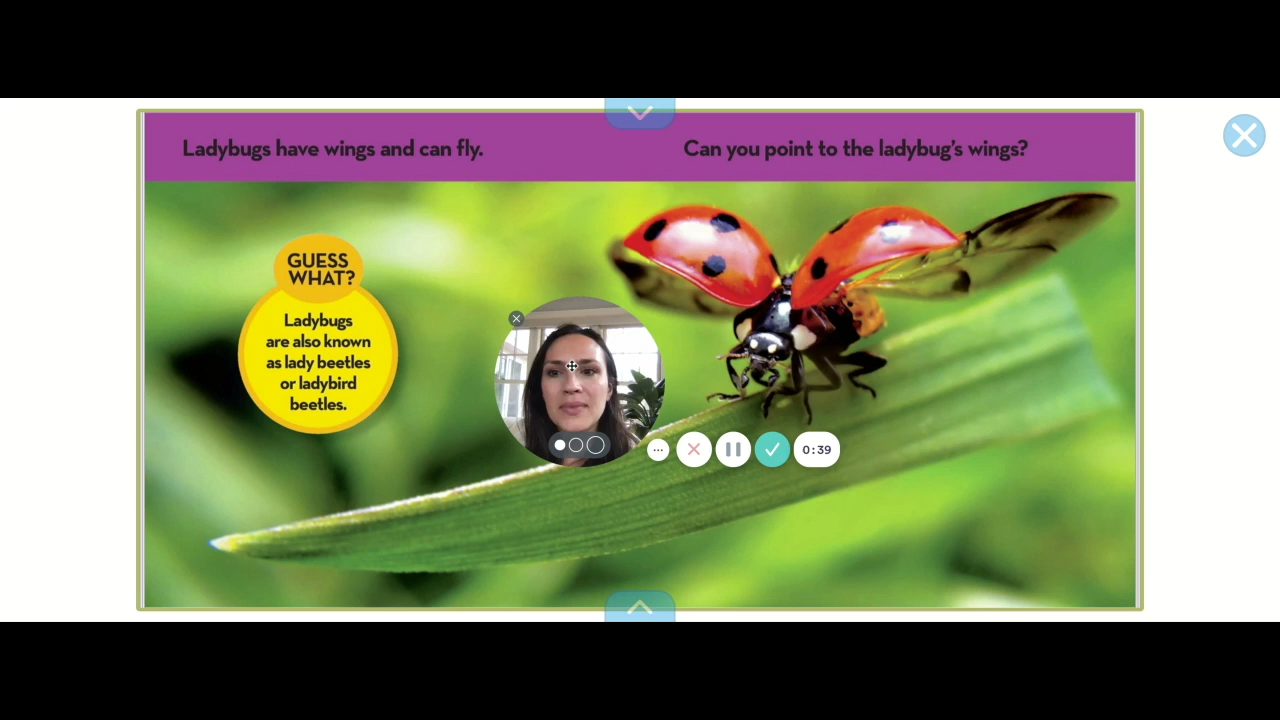 Ladybugs have wings and can fly.
Can you point to the ladybug's wings?
GUESS
WHAT?
Ladybugs
are also known
as lady beetles
or ladybird
beetles.
0:39